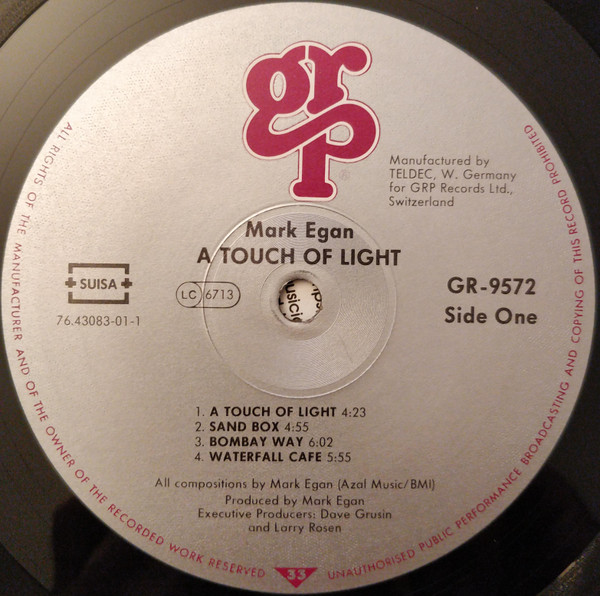 grp
®
Manufactured by
TELDEC, W. Germany
for GRP Records Ltd.,
Switzerland
Mark Egan
A TOUCH OF LIGHT
SUISA
76.43083-01-1
LC 6713
GR-9572
Side One
1. A TOUCH OF LIGHT 4:23
2. SAND BOX 4:55
3. BOMBAY WAY 6:02
4. WATERFALL CAFE 5:55
All compositions by Mark Egan (Azal Music/BMI)
Produced by Mark Egan
Executive Producers: Dave Grusin
and Larry Rosen
ALL RIGHTS OF THE MANUFACTURER AND OF THE OWNER OF THE RECORDED WORK RESERVED
33
UNAUTHORISED PUBLIC PERFORMANCE BROADCASTING AND COPYING OF THIS RECORD PROHIBITED